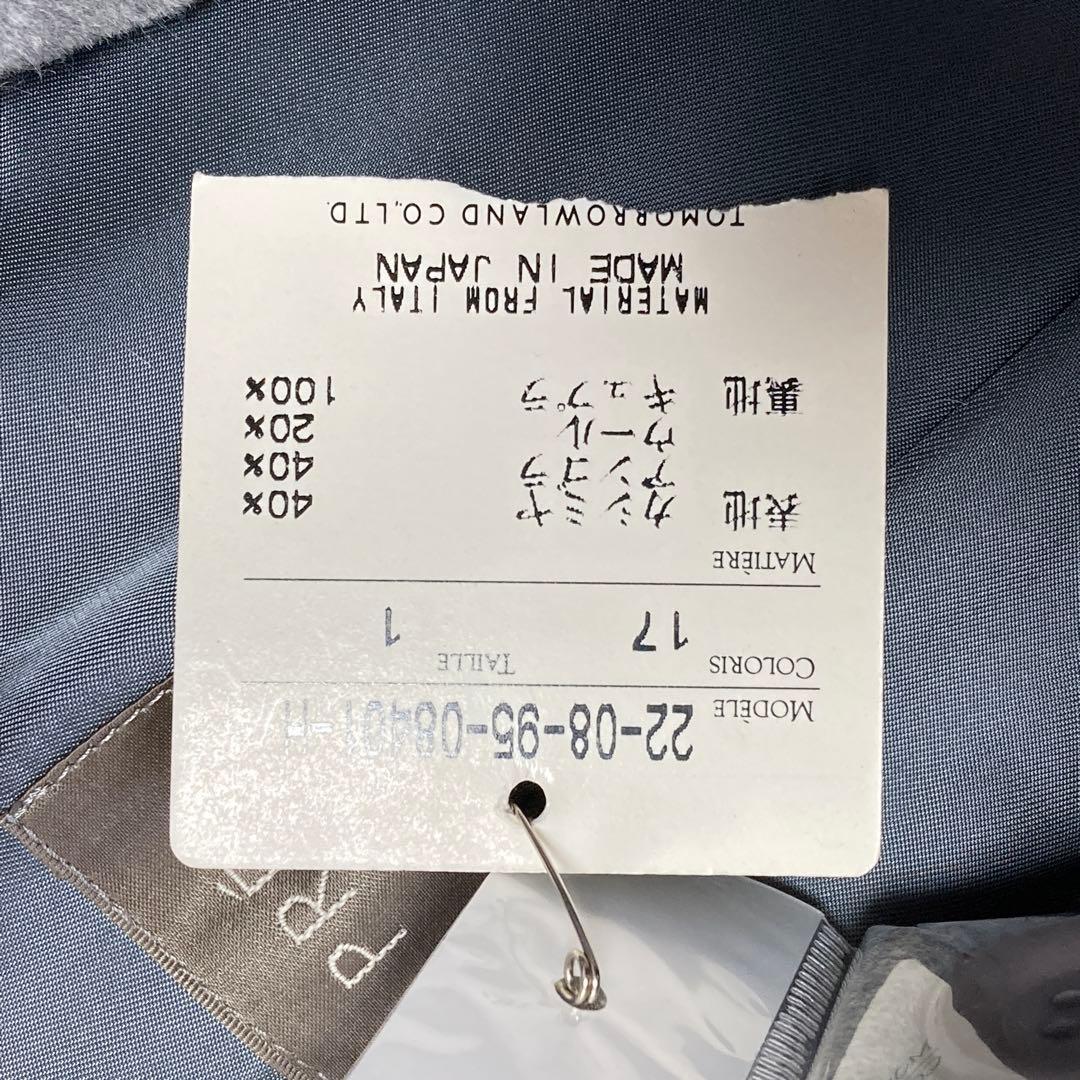 MODÈLE 22-08-95-08401-H
COLORIS 17 TAILLE 1
MATIÈRE
表地 カシミヤ 40%
アンゴラ 40%
ウール 20%
裏地 キュプラ 100%
MATERIAL FROM ITALY
MADE IN JAPAN
TOMORROWLAND CO.,LTD.